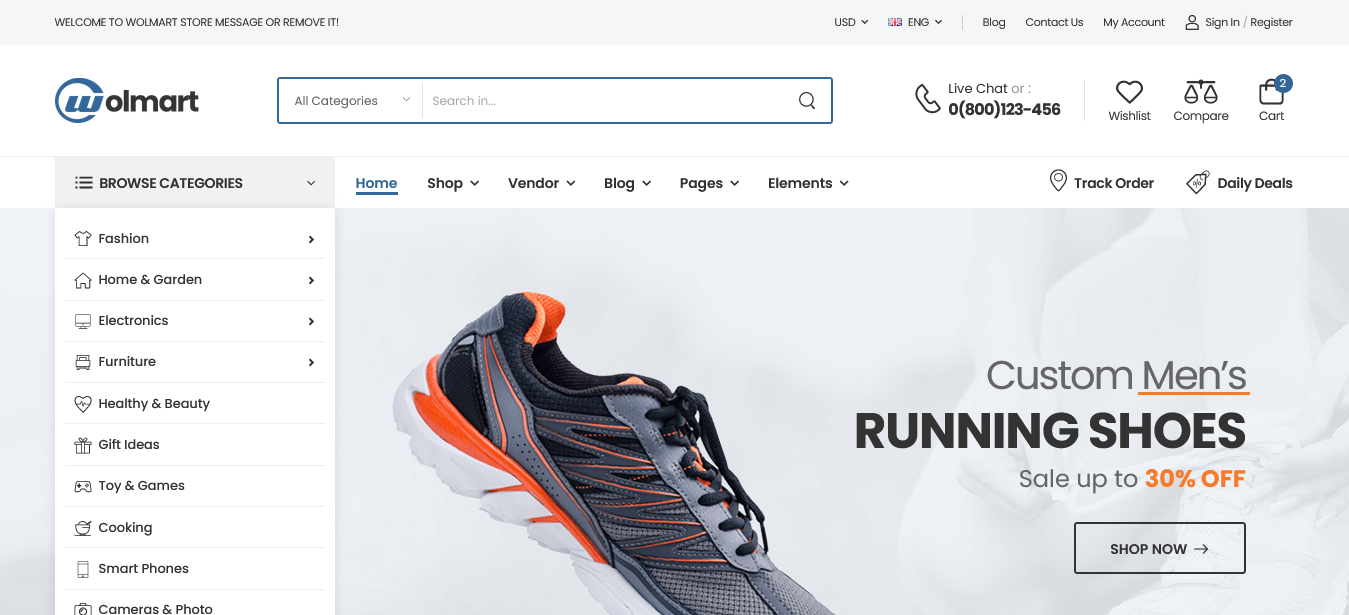 WELCOME TO WOLMART STORE MESSAGE OR REMOVE IT!
USD ENG Blog Contact Us My Account Sign In / Register
Wolmart
All Categories Search in...
Live Chat or :
0(800)123-456
Wishlist Compare 2 Cart
BROWSE CATEGORIES
Home Shop Vendor Blog Pages Elements Track Order % Daily Deals
Fashion
Home & Garden
Electronics
Furniture
Healthy & Beauty
Gift Ideas
Toy & Games
Cooking
Smart Phones
Cameras & Photo
Custom Men's
RUNNING SHOES
Sale up to 30% OFF
SHOP NOW